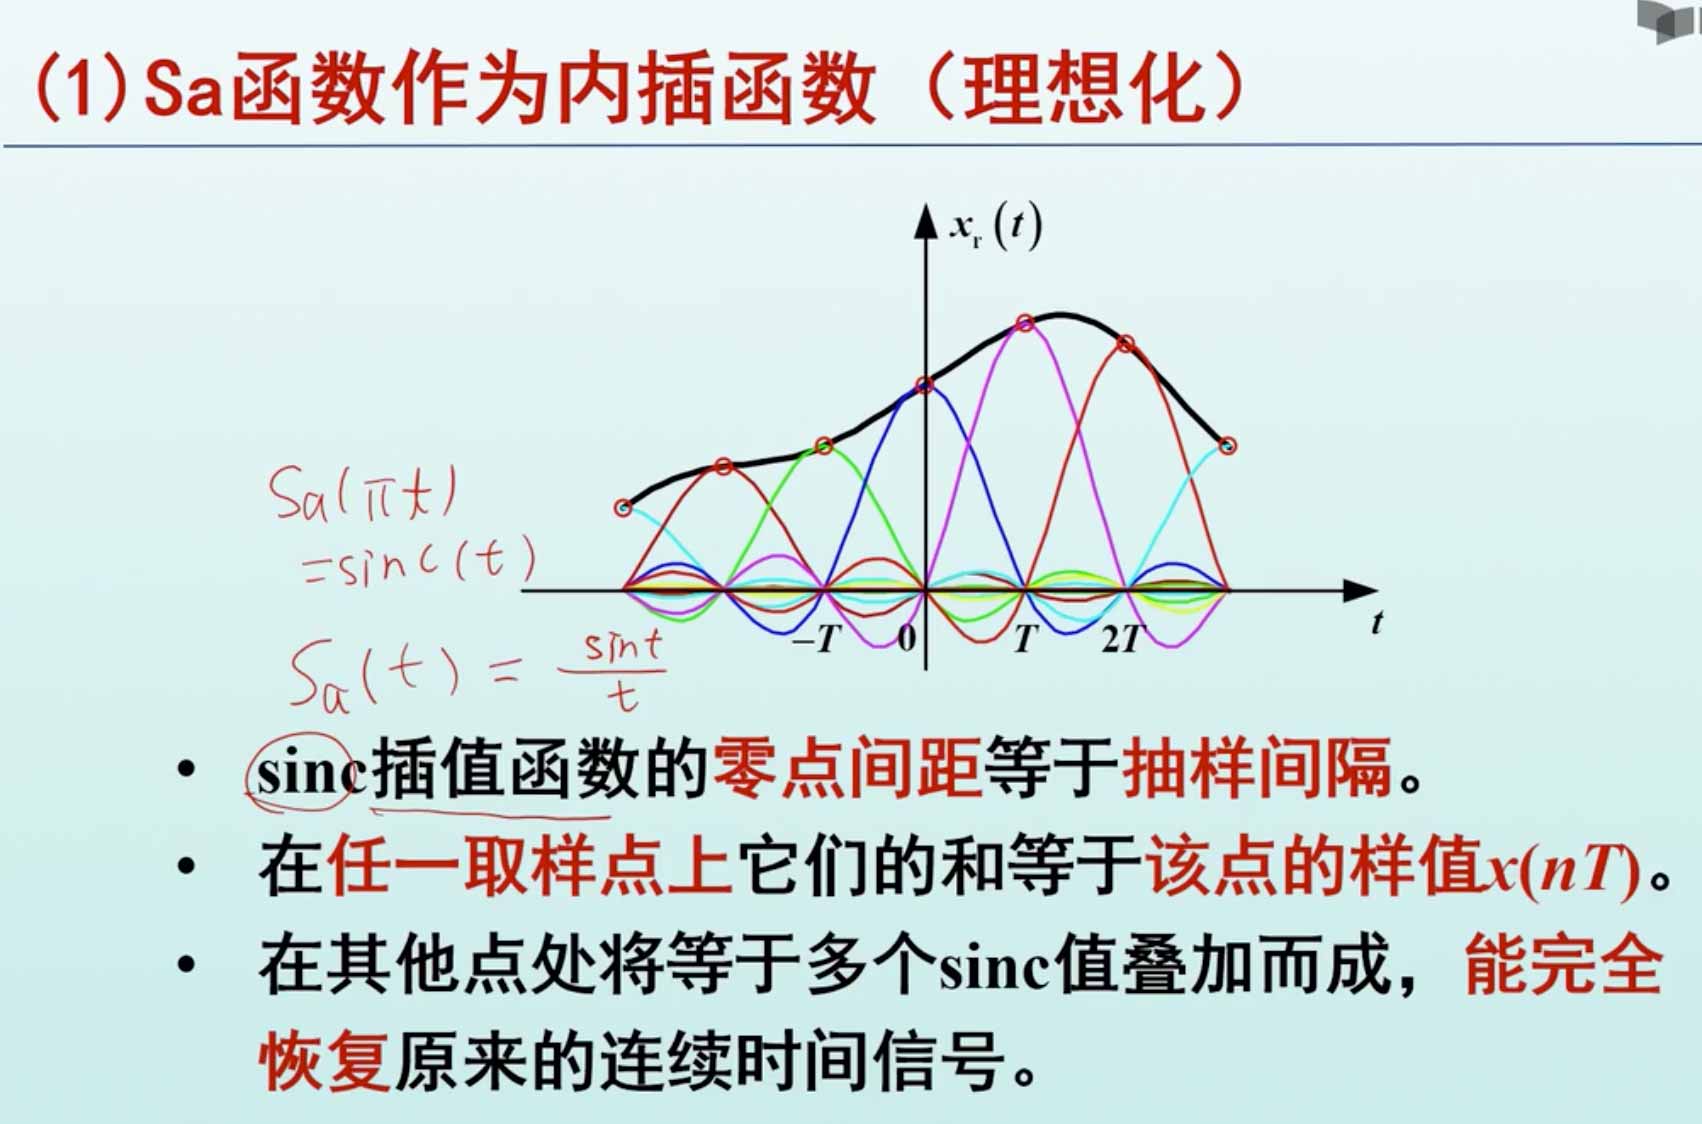 (1)Sa函数作为内插函数（理想化）
x_r(t)
Sa(πt)
=sinc(t)
−T 0 T 2T t
Sa(t) = sint/t
• sinc插值函数的零点间距等于抽样间隔。
• 在任一取样点上它们的和等于该点的样值x(nT)。
• 在其他点处将等于多个sinc值叠加而成，能完全
恢复原来的连续时间信号。